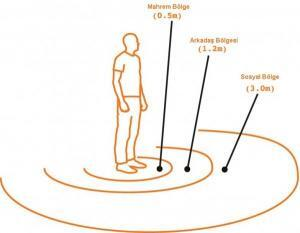 Mahrem Bölge
(0.5m)
Arkadaş Bölgesi
(1.2m)
Sosyal Bölge
(3.0m)